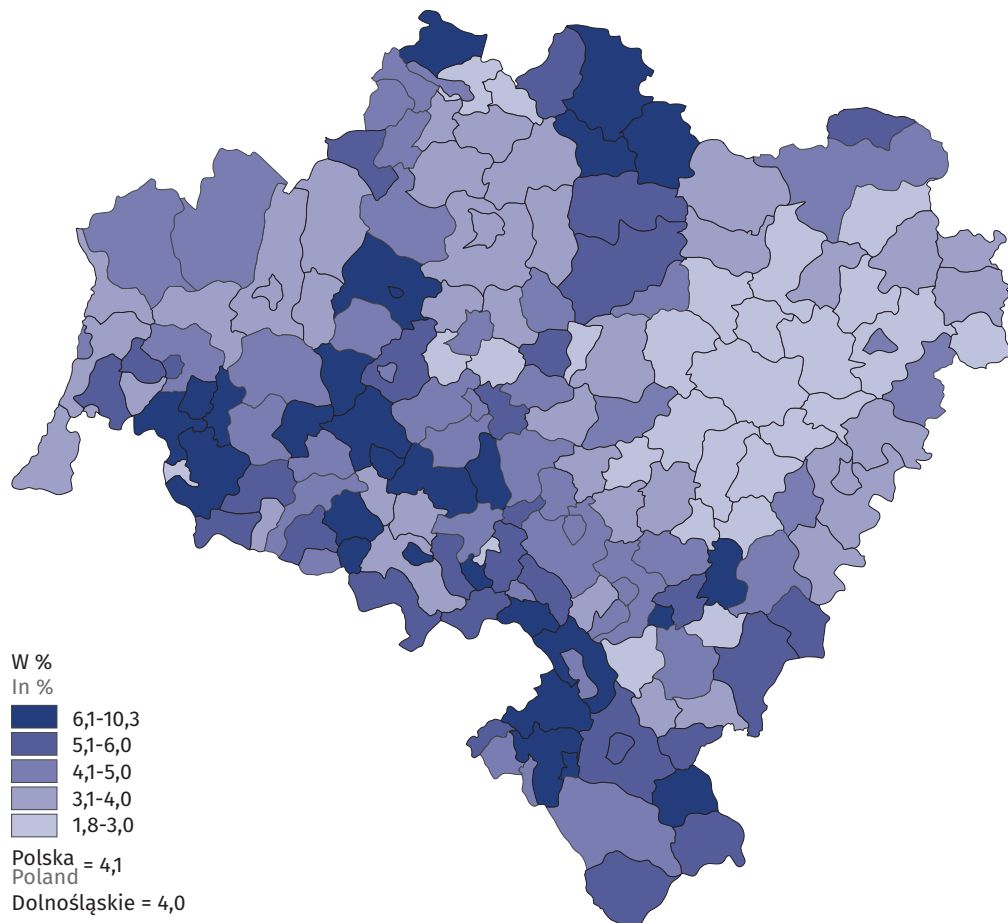 W %
In %
6,1-10,3
5,1-6,0
4,1-5,0
3,1-4,0
1,8-3,0
Polska
Poland = 4,1
Dolnośląskie = 4,0